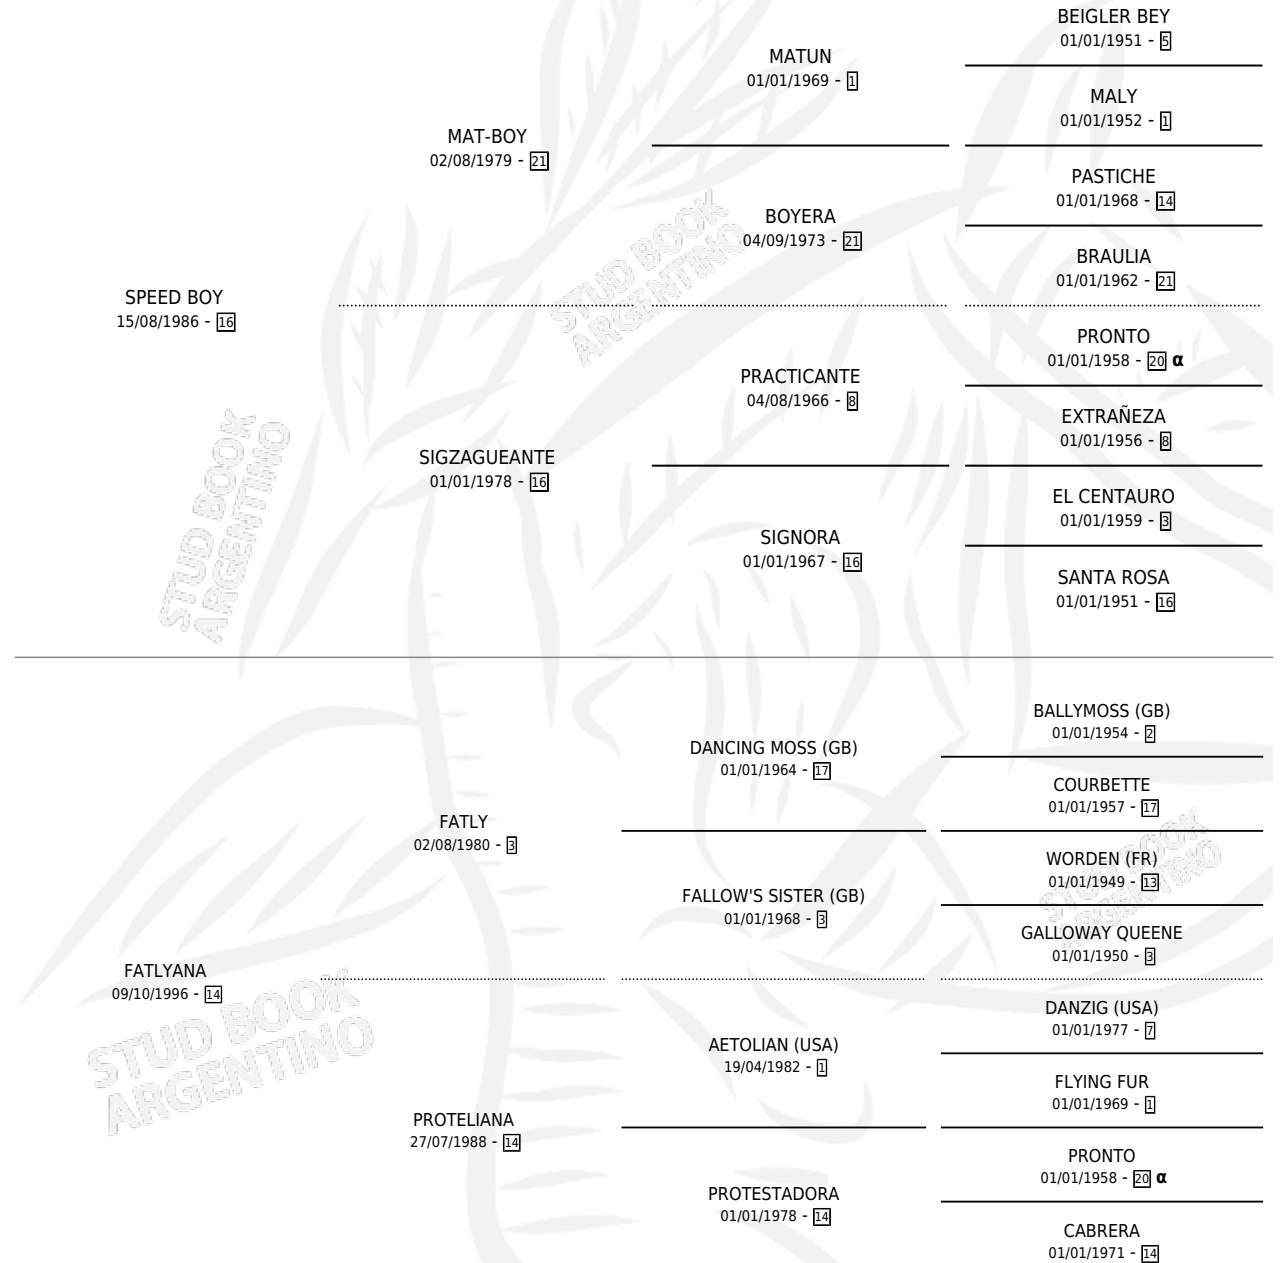 BEIGLER BEY
01/01/1951 - 5
MATUN
01/01/1969 - 1
MALY
01/01/1952 - 1
MAT-BOY
02/08/1979 - 21
PASTICHE
01/01/1968 - 14
BOYERA
04/09/1973 - 21
BRAULIA
01/01/1962 - 21
SPEED BOY
15/08/1986 - 16
PRONTO
01/01/1958 - 20 α
PRACTICANTE
04/08/1966 - 8
EXTRAÑEZA
01/01/1956 - 8
SIGZAGUEANTE
01/01/1978 - 16
EL CENTAURO
01/01/1959 - 3
SIGNORA
01/01/1967 - 16
SANTA ROSA
01/01/1951 - 16
BALLYMOSS (GB)
01/01/1954 - 2
DANCING MOSS (GB)
01/01/1964 - 17
COURBETTE
01/01/1957 - 17
FATLY
02/08/1980 - 3
WORDEN (FR)
01/01/1949 - 13
FALLOW'S SISTER (GB)
01/01/1968 - 3
GALLOWAY QUEENE
01/01/1950 - 3
FATLYANA
09/10/1996 - 14
DANZIG (USA)
01/01/1977 - 7
AETOLIAN (USA)
19/04/1982 - 1
FLYING FUR
01/01/1969 - 1
PROTELIANA
27/07/1988 - 14
PRONTO
01/01/1958 - 20 α
PROTESTADORA
01/01/1978 - 14
CABRERA
01/01/1971 - 14
STUD BOOK
ARGENTINO
STUD BOOK
ARGENTINO
STUD BOOK
ARGENTINO
STUD BOOK
ARGENTINO